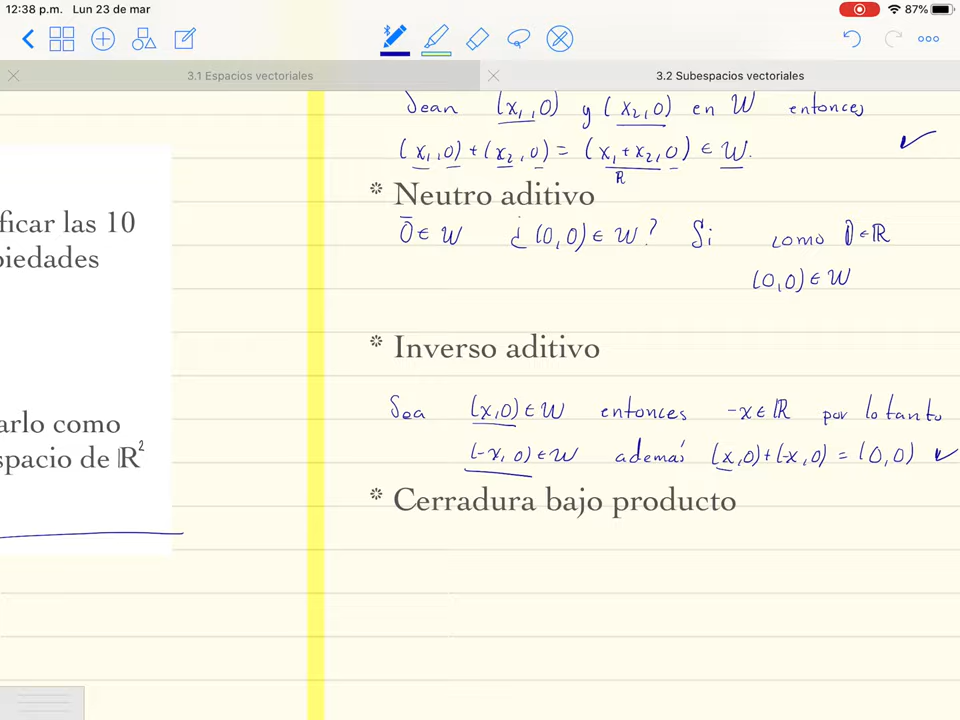 12:38 p.m. Lun 23 de mar 87%
3.1 Espacios vectoriales 3.2 Subespacios vectoriales
Sean (x₁,0) y (x₂,0) en W entonces
(x₁,0)+(x₂,0) = (x₁+x₂,0) ∈ W. ✓
ℝ
ficar las 10
piedades
arlo como
spacio de ℝ²
* Neutro aditivo
0̄ ∈ W ¿(0,0) ∈ W? Si como 0 ∈ ℝ
(0,0) ∈ W
* Inverso aditivo
Sea (x,0) ∈ W entonces -x ∈ ℝ por lo tanto
(-x,0) ∈ W además (x,0)+(-x,0) = (0,0) ✓
* Cerradura bajo producto